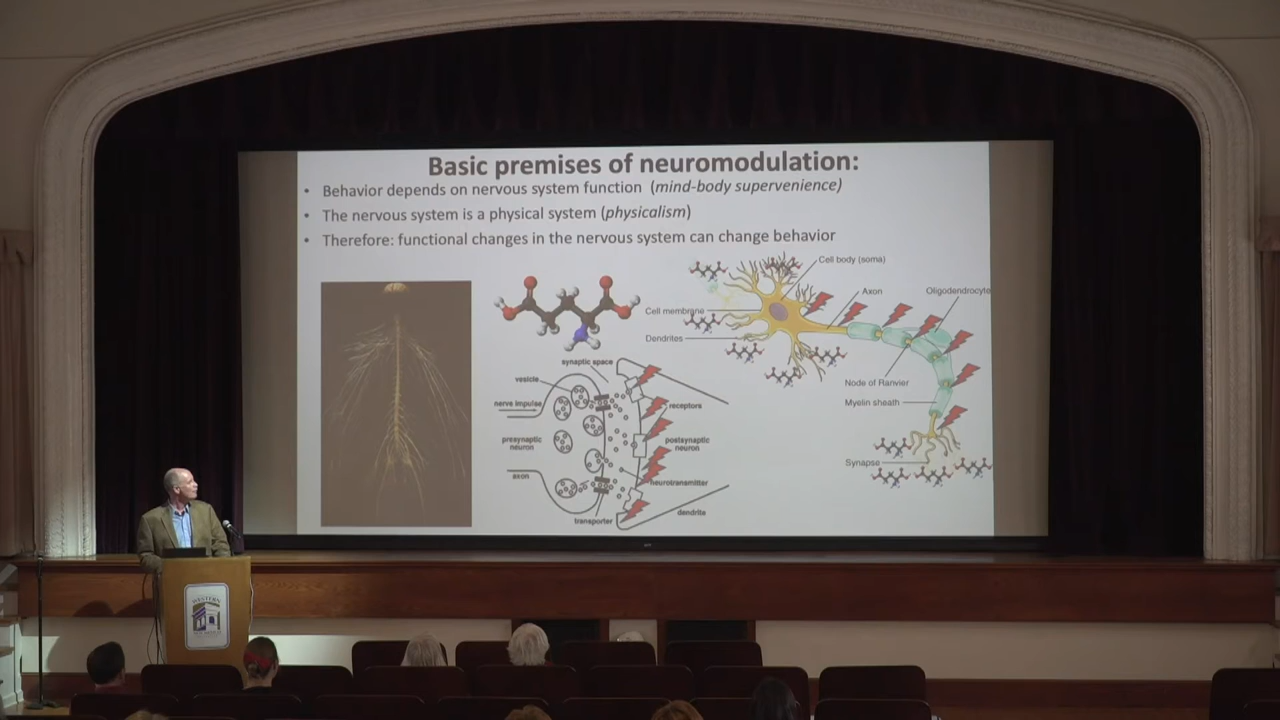 Basic premises of neuromodulation:
• Behavior depends on nervous system function (mind-body supervenience)
• The nervous system is a physical system (physicalism)
• Therefore: functional changes in the nervous system can change behavior
Cell body (soma)
Axon
Oligodendrocyte
Cell membrane
Dendrites
Node of Ranvier
Myelin sheath
Synapse
synaptic space
vesicle
nerve impulse
receptors
presynaptic
neuron
postsynaptic
neuron
axon
neurotransmitter
transporter
dendrite
WESTERN